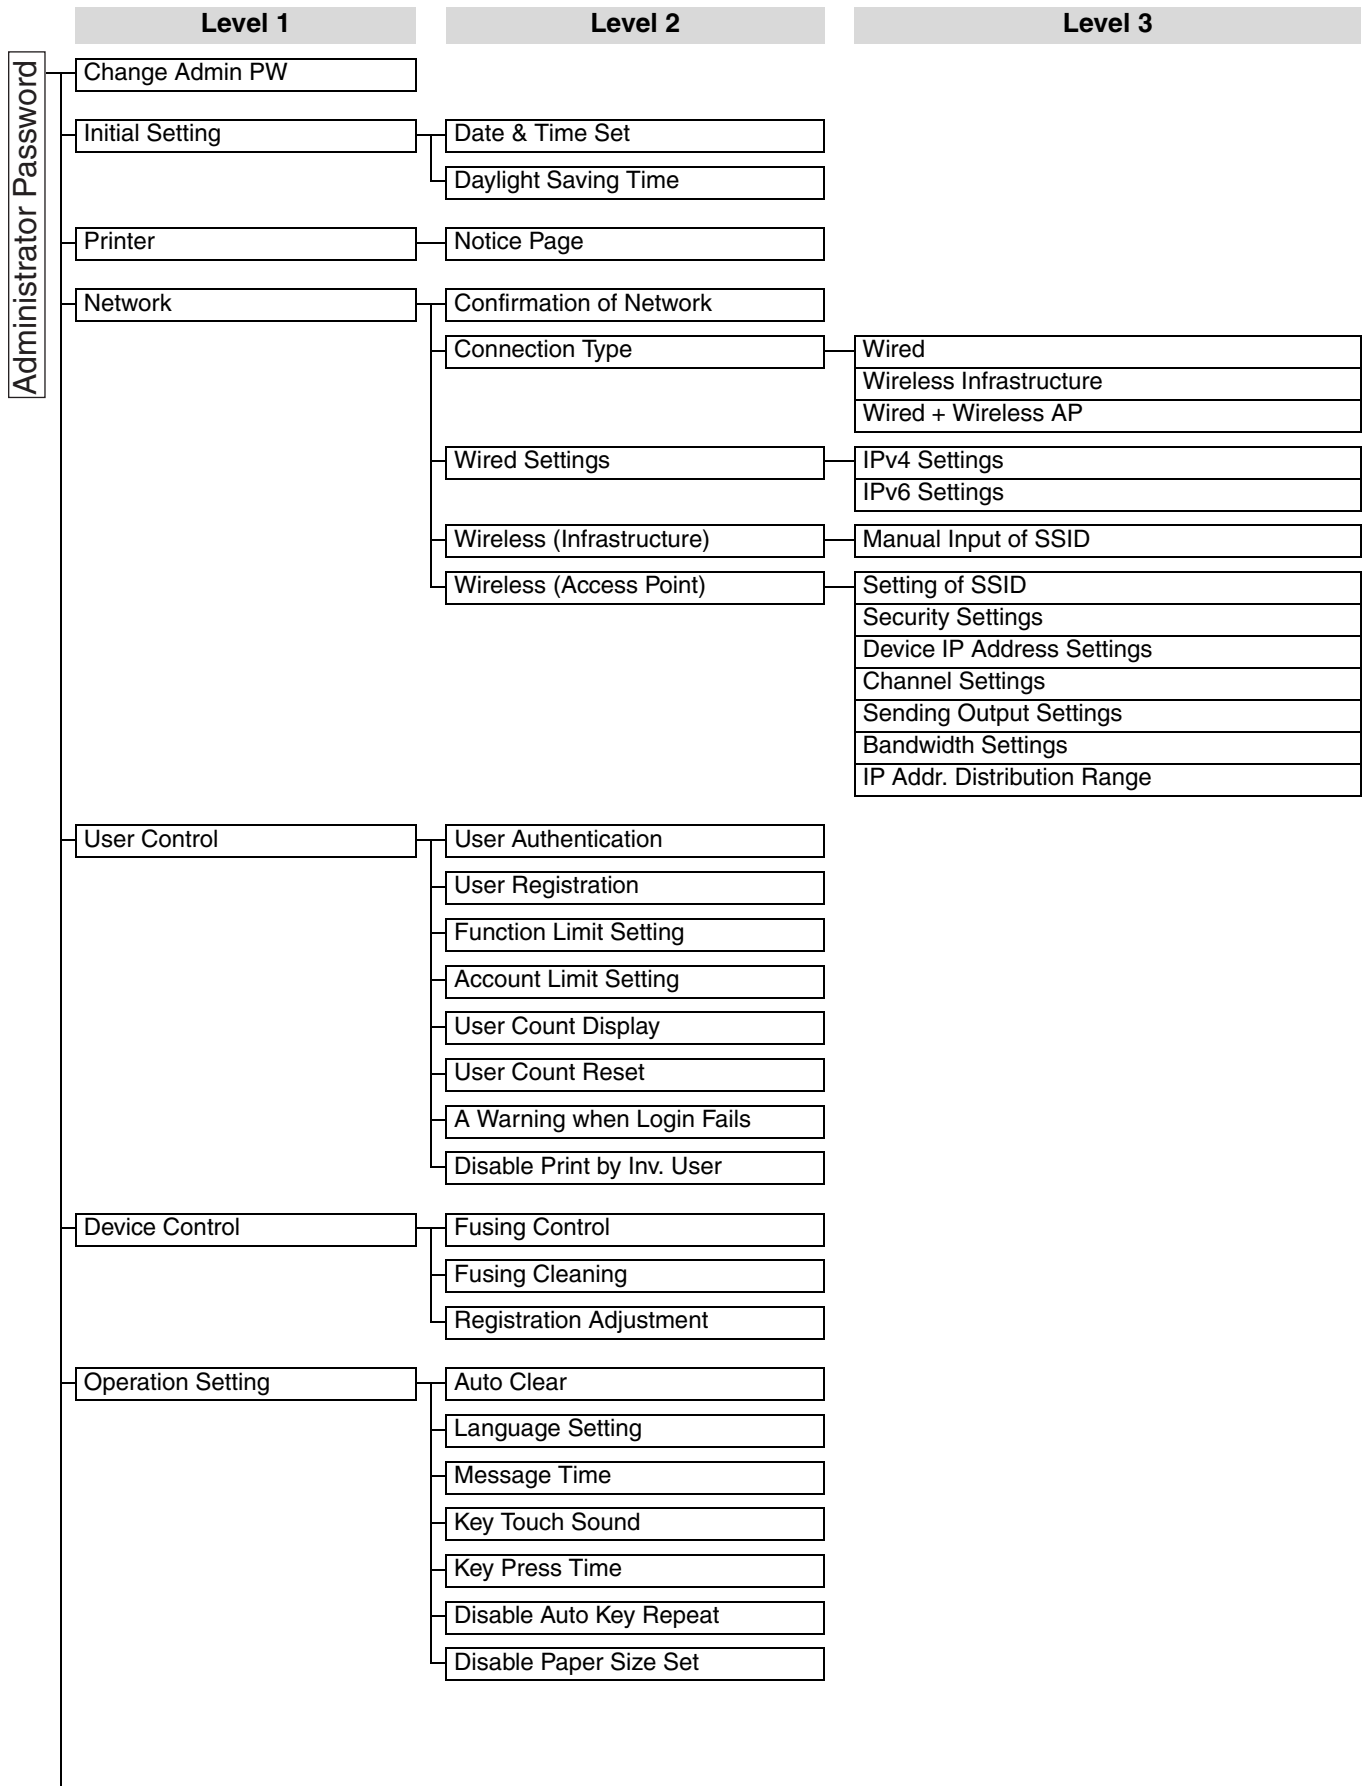 Level 1 Level 2 Level 3
Administrator Password
Change Admin PW
Initial Setting Date & Time Set
Daylight Saving Time
Printer Notice Page
Network Confirmation of Network
Connection Type Wired
Wireless Infrastructure
Wired + Wireless AP
Wired Settings IPv4 Settings
IPv6 Settings
Wireless (Infrastructure) Manual Input of SSID
Wireless (Access Point) Setting of SSID
Security Settings
Device IP Address Settings
Channel Settings
Sending Output Settings
Bandwidth Settings
IP Addr. Distribution Range
User Control User Authentication
User Registration
Function Limit Setting
Account Limit Setting
User Count Display
User Count Reset
A Warning when Login Fails
Disable Print by Inv. User
Device Control Fusing Control
Fusing Cleaning
Registration Adjustment
Operation Setting Auto Clear
Language Setting
Message Time
Key Touch Sound
Key Press Time
Disable Auto Key Repeat
Disable Paper Size Set